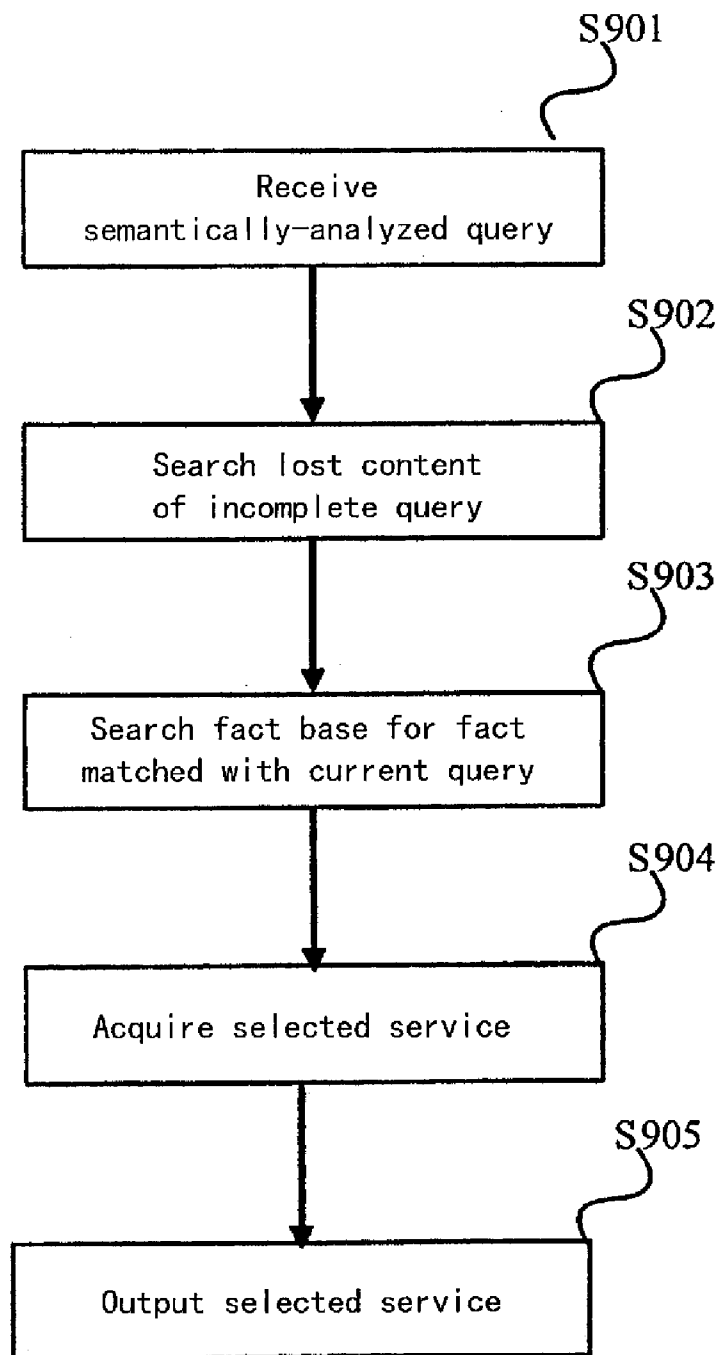 S901
Receive
semantically-analyzed query
S902
Search lost content
of incomplete query
S903
Search fact base for fact
matched with current query
S904
Acquire selected service
S905
Output selected service